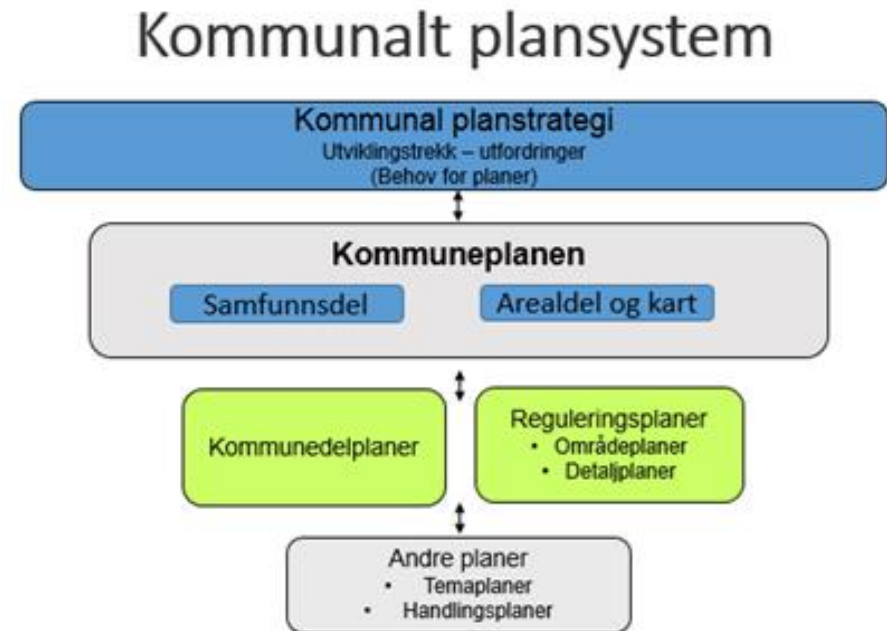 Kommunalt plansystem
Kommunal planstrategi
Utviklingstrekk – utfordringer
(Behov for planer)
Kommuneplanen
Samfunnsdel
Arealdel og kart
Kommunedelplaner
Reguleringsplaner
• Områdeplaner
• Detaljplaner
Andre planer
• Temaplaner
• Handlingsplaner